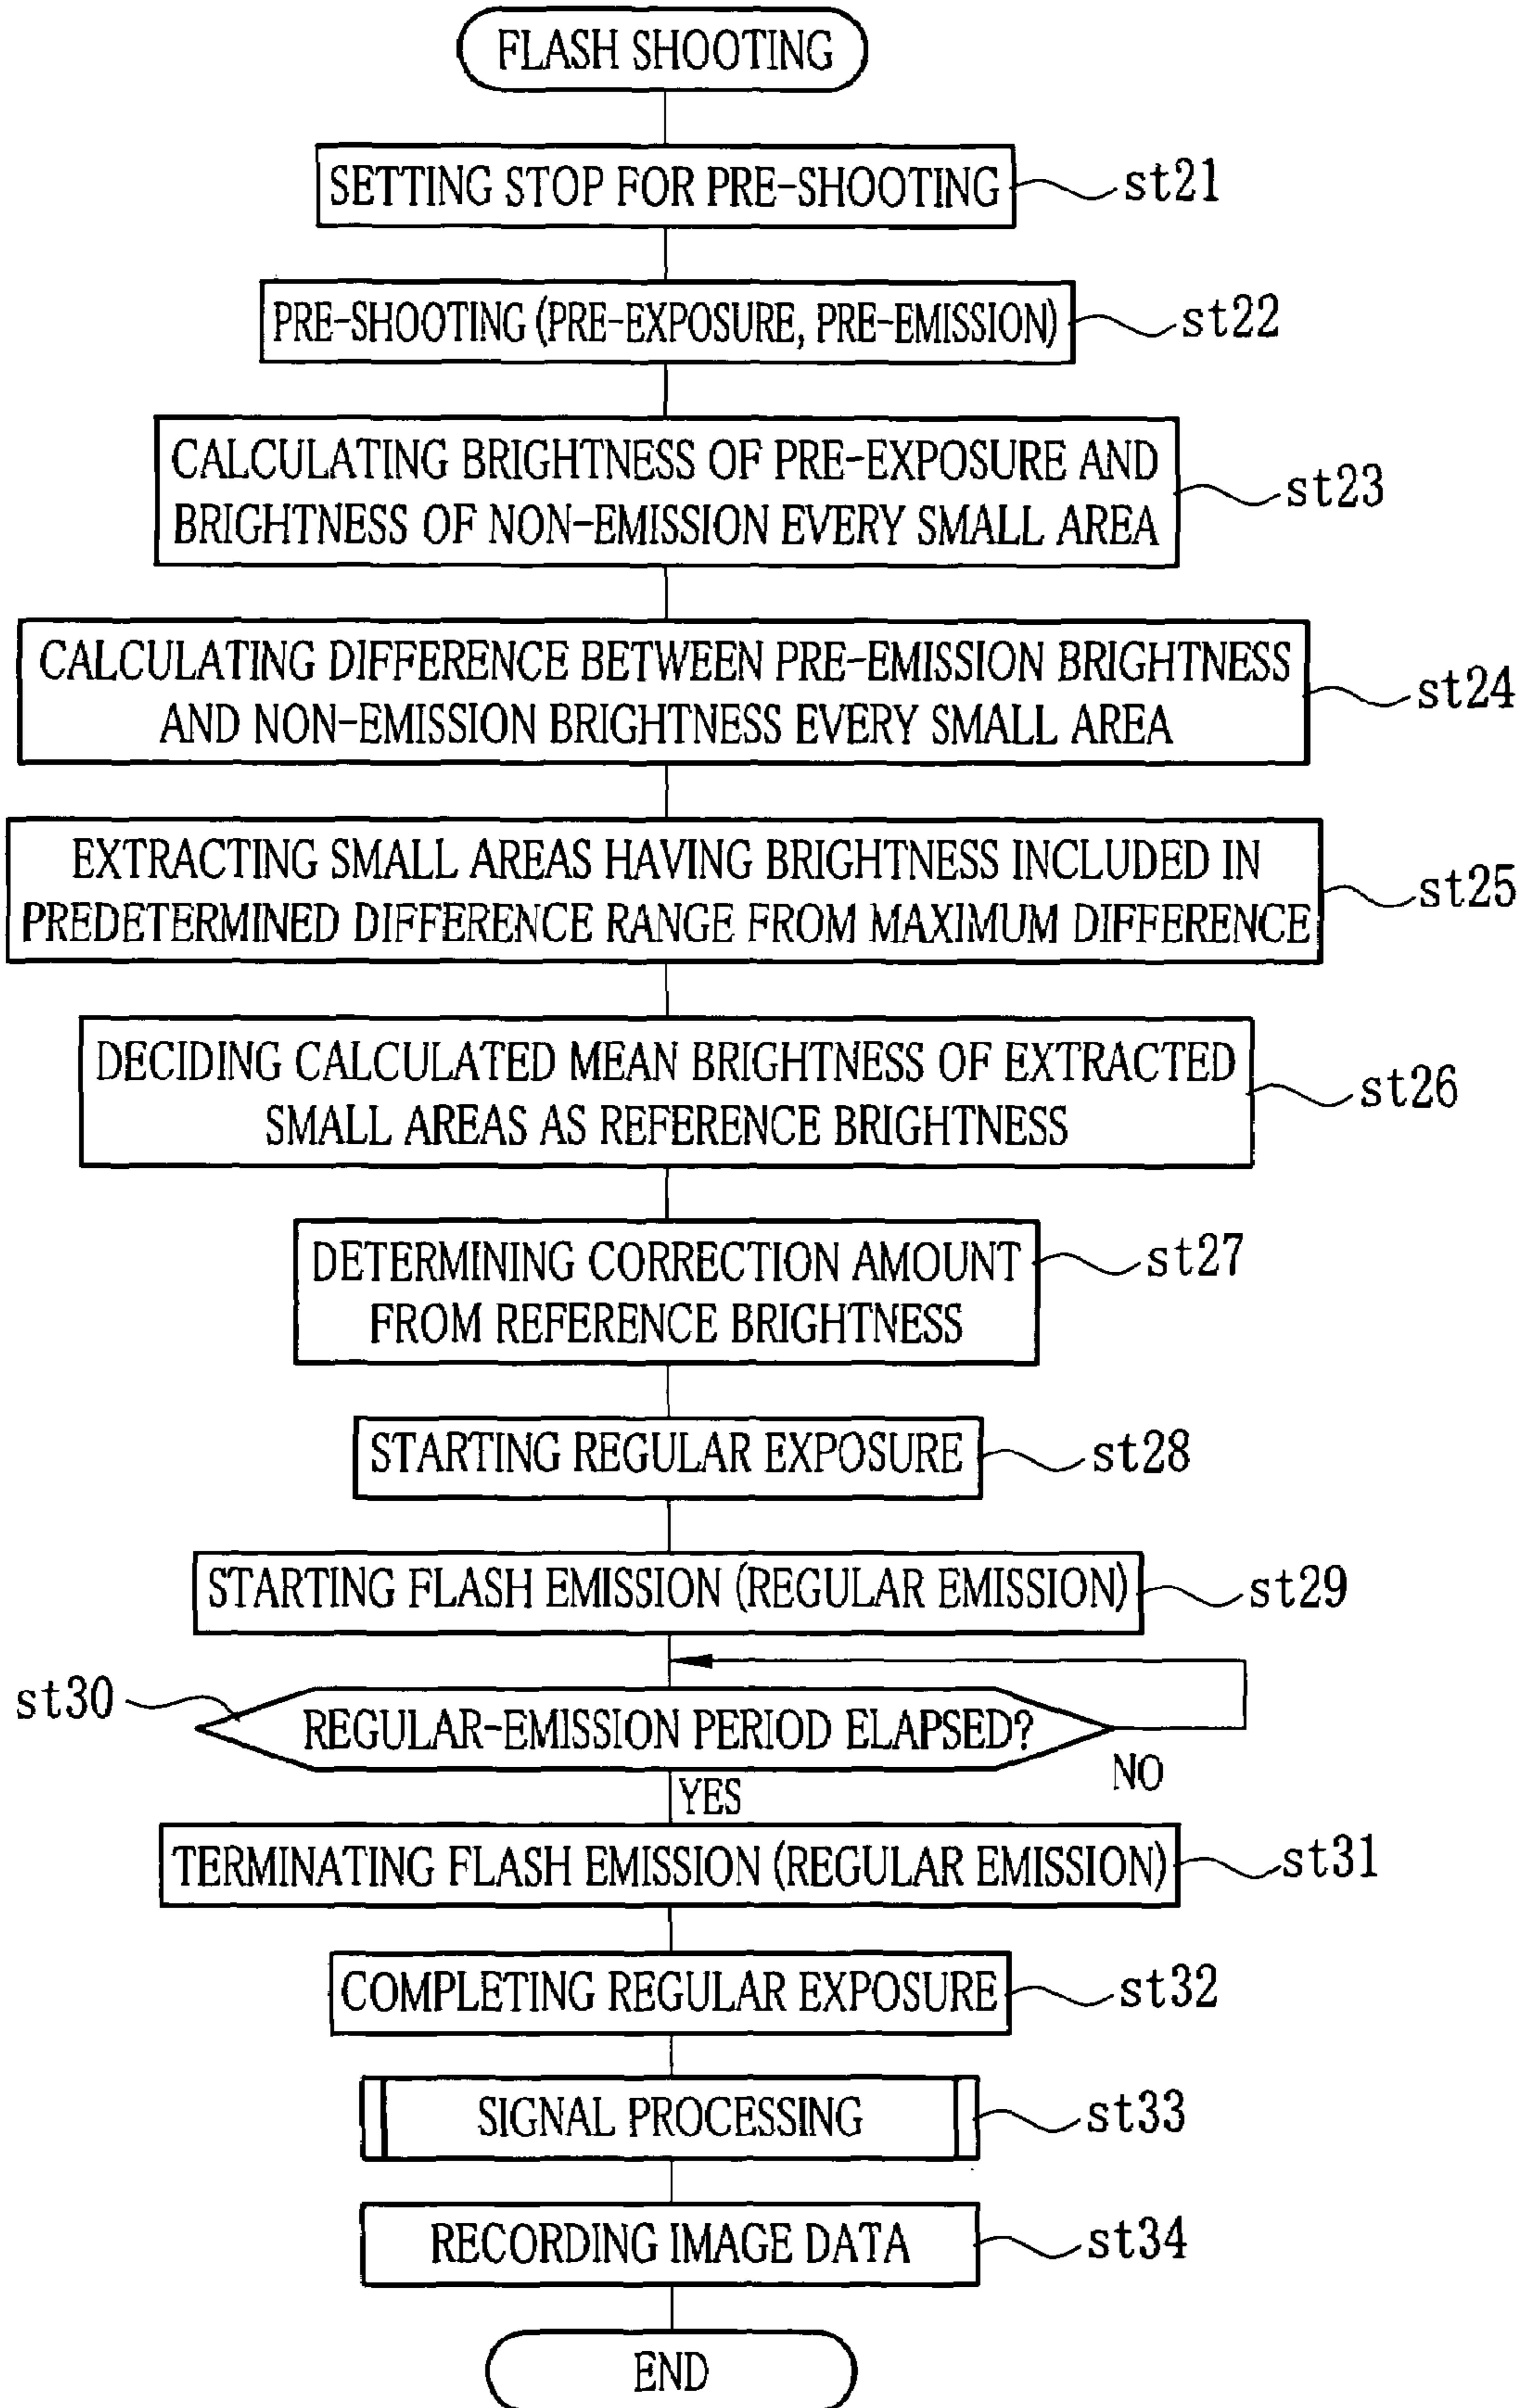 FLASH SHOOTING
SETTING STOP FOR PRE-SHOOTING
st21
PRE-SHOOTING (PRE-EXPOSURE, PRE-EMISSION)
st22
CALCULATING BRIGHTNESS OF PRE-EXPOSURE AND
BRIGHTNESS OF NON-EMISSION EVERY SMALL AREA
st23
CALCULATING DIFFERENCE BETWEEN PRE-EMISSION BRIGHTNESS
AND NON-EMISSION BRIGHTNESS EVERY SMALL AREA
st24
EXTRACTING SMALL AREAS HAVING BRIGHTNESS INCLUDED IN
PREDETERMINED DIFFERENCE RANGE FROM MAXIMUM DIFFERENCE
st25
DECIDING CALCULATED MEAN BRIGHTNESS OF EXTRACTED
SMALL AREAS AS REFERENCE BRIGHTNESS
st26
DETERMINING CORRECTION AMOUNT
FROM REFERENCE BRIGHTNESS
st27
STARTING REGULAR EXPOSURE
st28
STARTING FLASH EMISSION (REGULAR EMISSION)
st29
st30
REGULAR-EMISSION PERIOD ELAPSED?
NO
YES
TERMINATING FLASH EMISSION (REGULAR EMISSION)
st31
COMPLETING REGULAR EXPOSURE
st32
SIGNAL PROCESSING
st33
RECORDING IMAGE DATA
st34
END